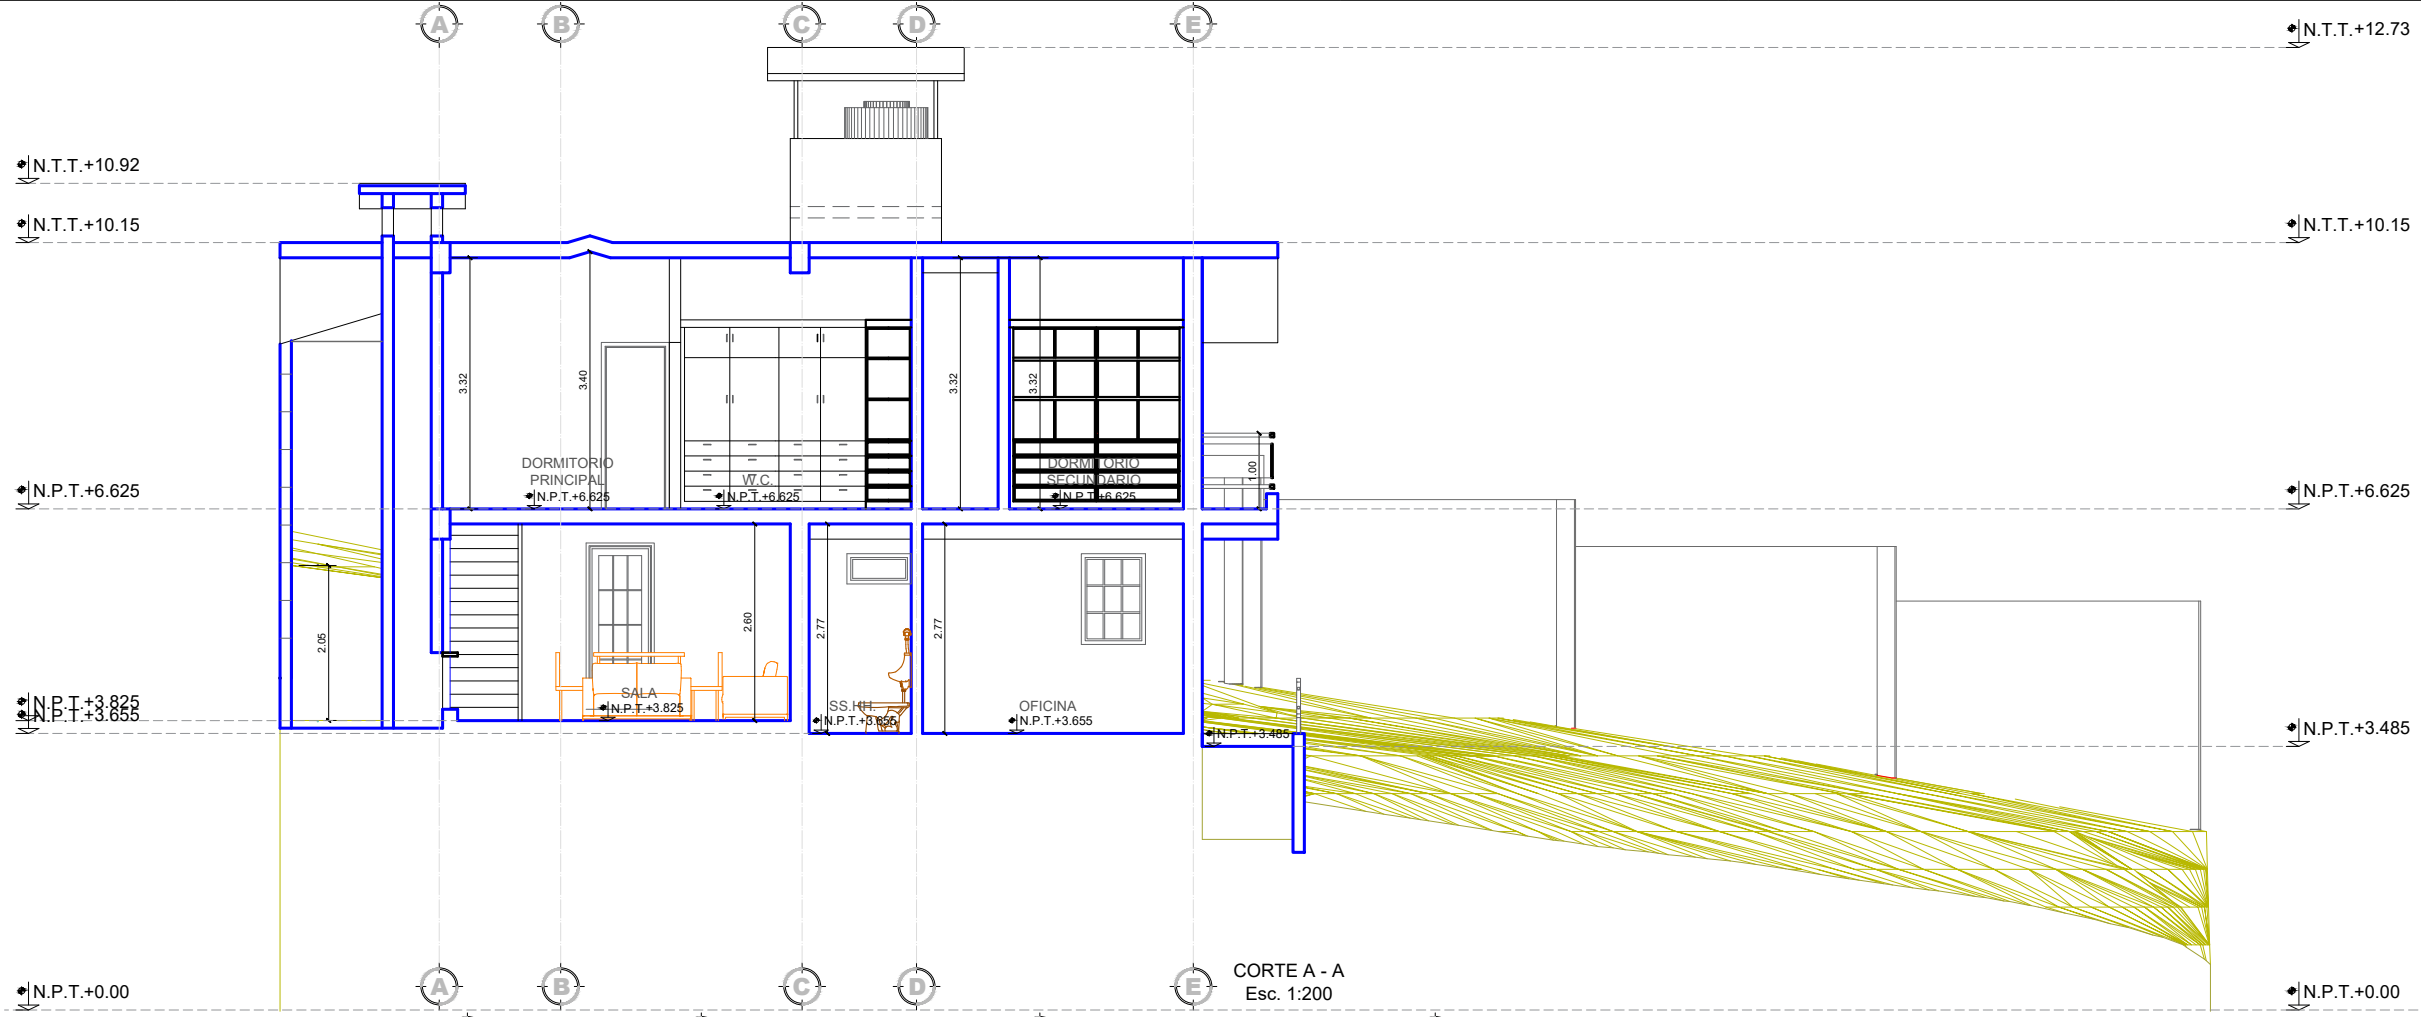 A B C D E
N.T.T.+12.73
N.T.T.+10.92
N.T.T.+10.15
N.T.T.+10.15
3.32
3.40
3.32
3.32
1.00
DORMITORIO
PRINCIPAL
N.P.T.+6.625
W.C.
N.P.T.+6.625
DORMITORIO
SECUNDARIO
N.P.T.+6.625
N.P.T.+6.625
N.P.T.+6.625
2.05
2.60
2.77
2.77
SALA
N.P.T.+3.825
SS.HH.
N.P.T.+3.655
OFICINA
N.P.T.+3.655
N.P.T.+3.825
N.P.T.+3.655
N.P.T.+3.485
N.P.T.+3.485
A B C D E
CORTE A - A
Esc. 1:200
N.P.T.+0.00
N.P.T.+0.00